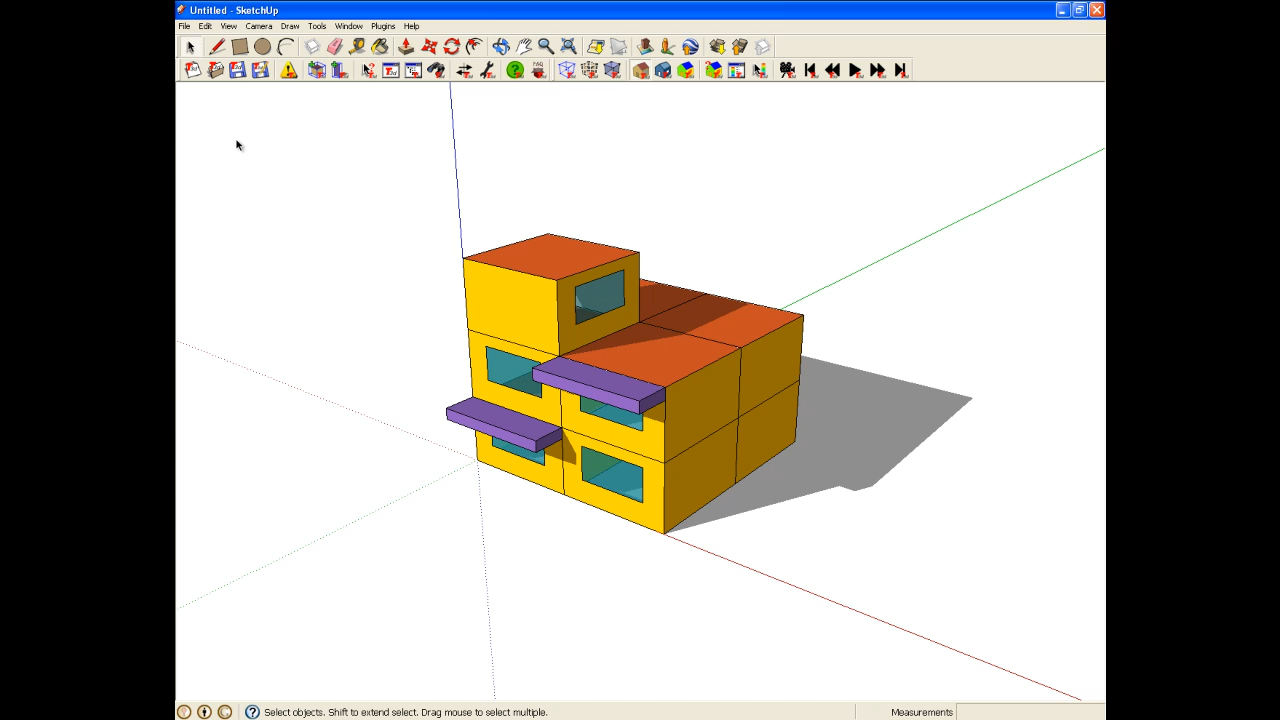 Untitled - SketchUp
File Edit View Camera Draw Tools Window Plugins Help
Select objects. Shift to extend select. Drag mouse to select multiple. Measurements